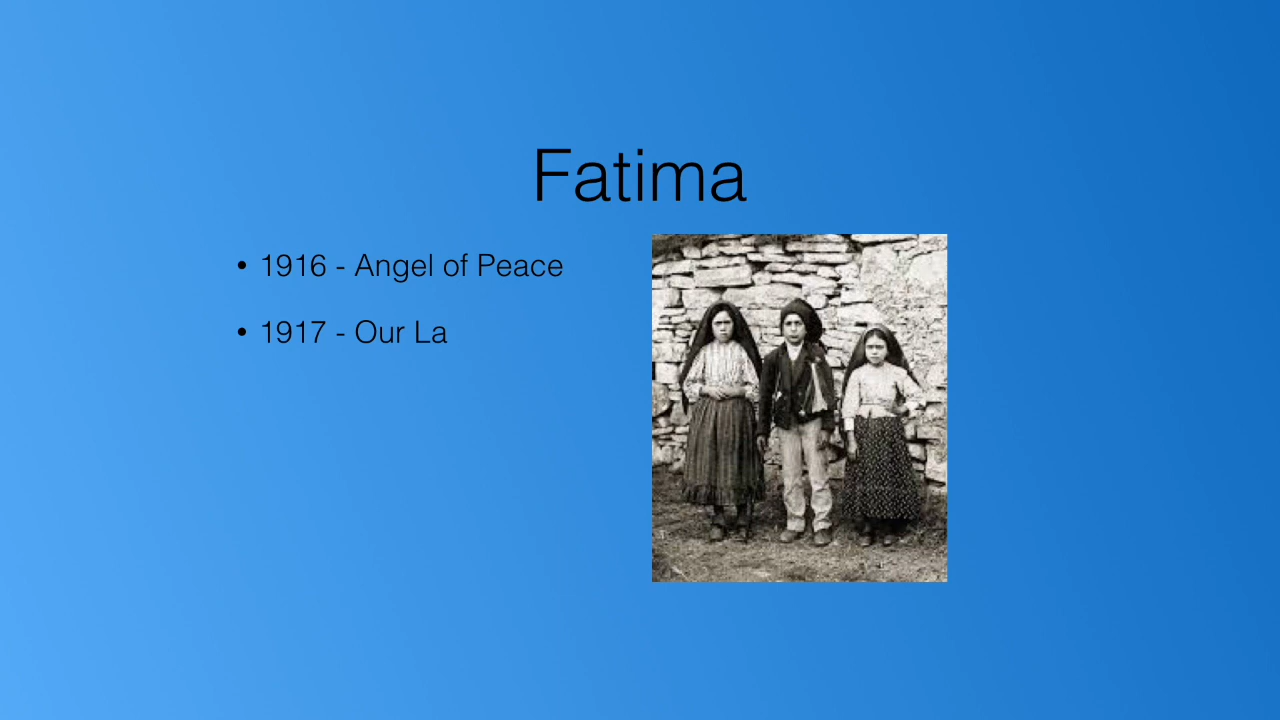 Fatima
• 1916 - Angel of Peace
• 1917 - Our La